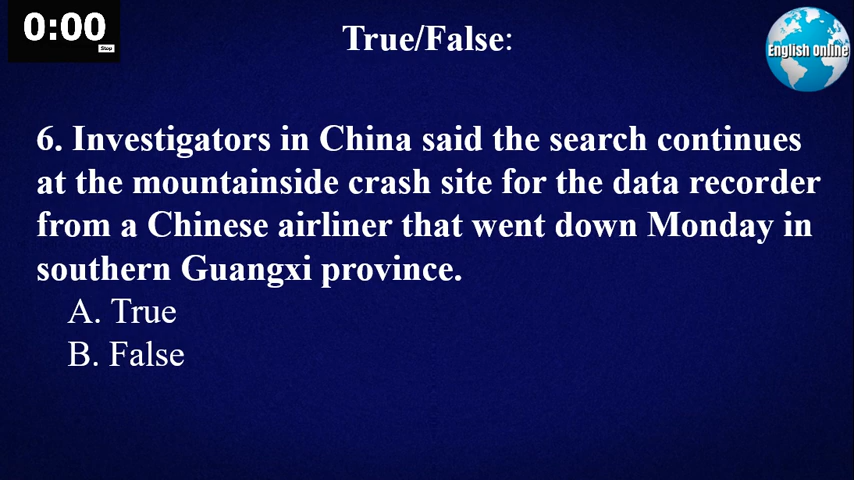 0:00
Stop
True/False:
English online
6. Investigators in China said the search continues
at the mountainside crash site for the data recorder
from a Chinese airliner that went down Monday in
southern Guangxi province.
A. True
B. False